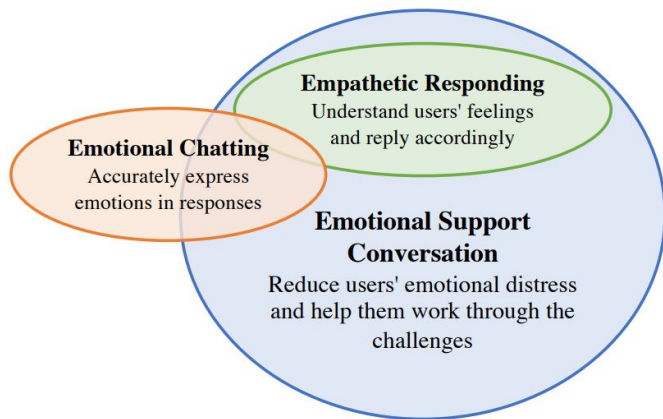 Empathetic Responding
Understand users' feelings
and reply accordingly
Emotional Chatting
Accurately express
emotions in responses
Emotional Support
Conversation
Reduce users' emotional distress
and help them work through the
challenges